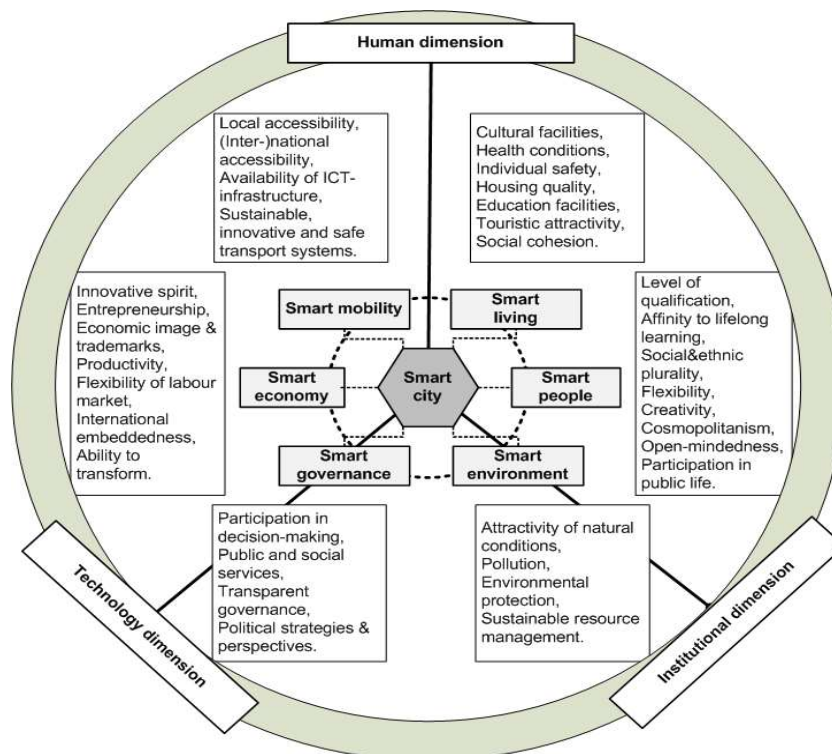 Human dimension
Local accessibility,
(Inter-)national
accessibility,
Availability of ICT-
infrastructure,
Sustainable,
innovative and safe
transport systems.
Cultural facilities,
Health conditions,
Individual safety,
Housing quality,
Education facilities,
Touristic attractivity,
Social cohesion.
Innovative spirit,
Entrepreneurship,
Economic image &
trademarks,
Productivity,
Flexibility of labour
market,
International
embeddedness,
Ability to
transform.
Smart mobility
Smart
living
Smart
economy
Smart
city
Smart
people
Smart
governance
Smart
environment
Level of
qualification,
Affinity to lifelong
learning,
Social&ethnic
plurality,
Flexibility,
Creativity,
Cosmopolitanism,
Open-mindedness,
Participation in
public life.
Participation in
decision-making,
Public and social
services,
Transparent
governance,
Political strategies &
perspectives.
Attractivity of natural
conditions,
Pollution,
Environmental
protection,
Sustainable resource
management.
Technology dimension
Institutional dimension